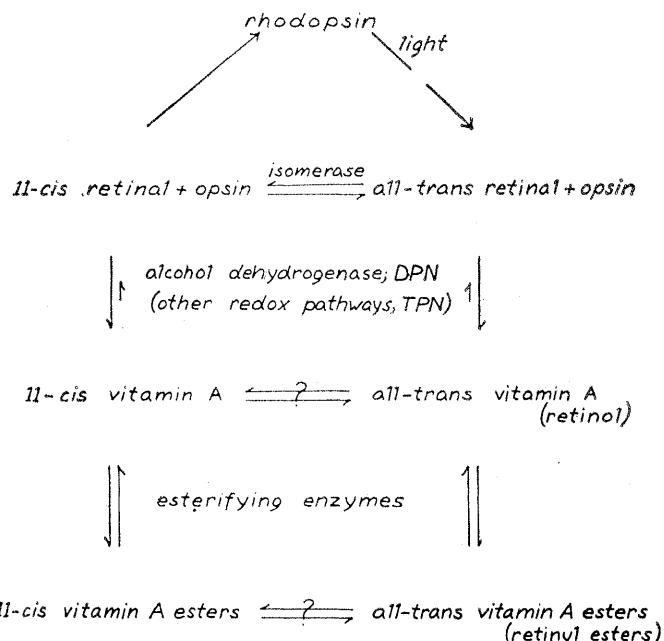 rhodopsin
light
11-cis retinal + opsin isomerase all-trans retinal + opsin
alcohol dehydrogenase; DPN
(other redox pathways, TPN)
11-cis vitamin A ? all-trans vitamin A
(retinol)
esterifying enzymes
11-cis vitamin A esters ? all-trans vitamin A esters
(retinyl esters)